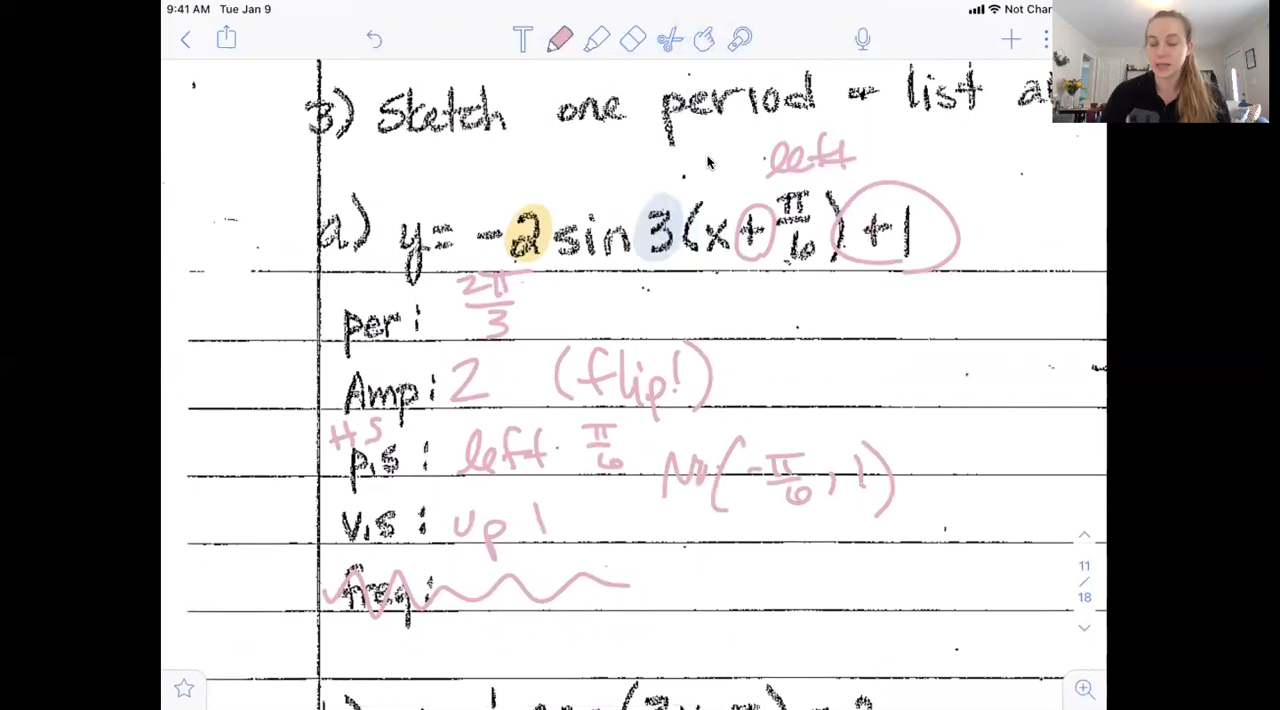 9:41 AM Tue Jan 9
Not Char
3) Sketch one period + list a
left
a) y = -2 sin 3(x + π/6) + 1
per: 2π/3
Amp: 2 (flip!)
HS
p.s : left π/6 (-π/6, 1)
v.s : up 1
freq:
11
/
18